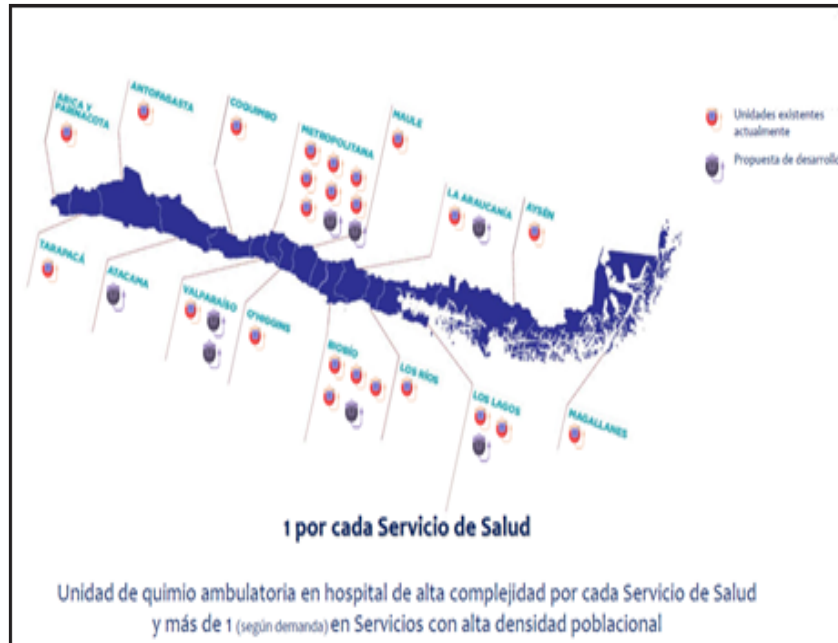 ARICA Y
PARINACOTA
ANTOFAGASTA
COQUIMBO
METROPOLITANA
MAULE
LA ARAUCANÍA
AYSÉN
Unidades existentes
actualmente
Propuesta de desarrollo
TARAPACÁ
ATACAMA
VALPARAÍSO
O'HIGGINS
BIOBÍO
LOS RÍOS
LOS LAGOS
MAGALLANES
1 por cada Servicio de Salud
Unidad de quimio ambulatoria en hospital de alta complejidad por cada Servicio de Salud
y más de 1 (según demanda) en Servicios con alta densidad poblacional